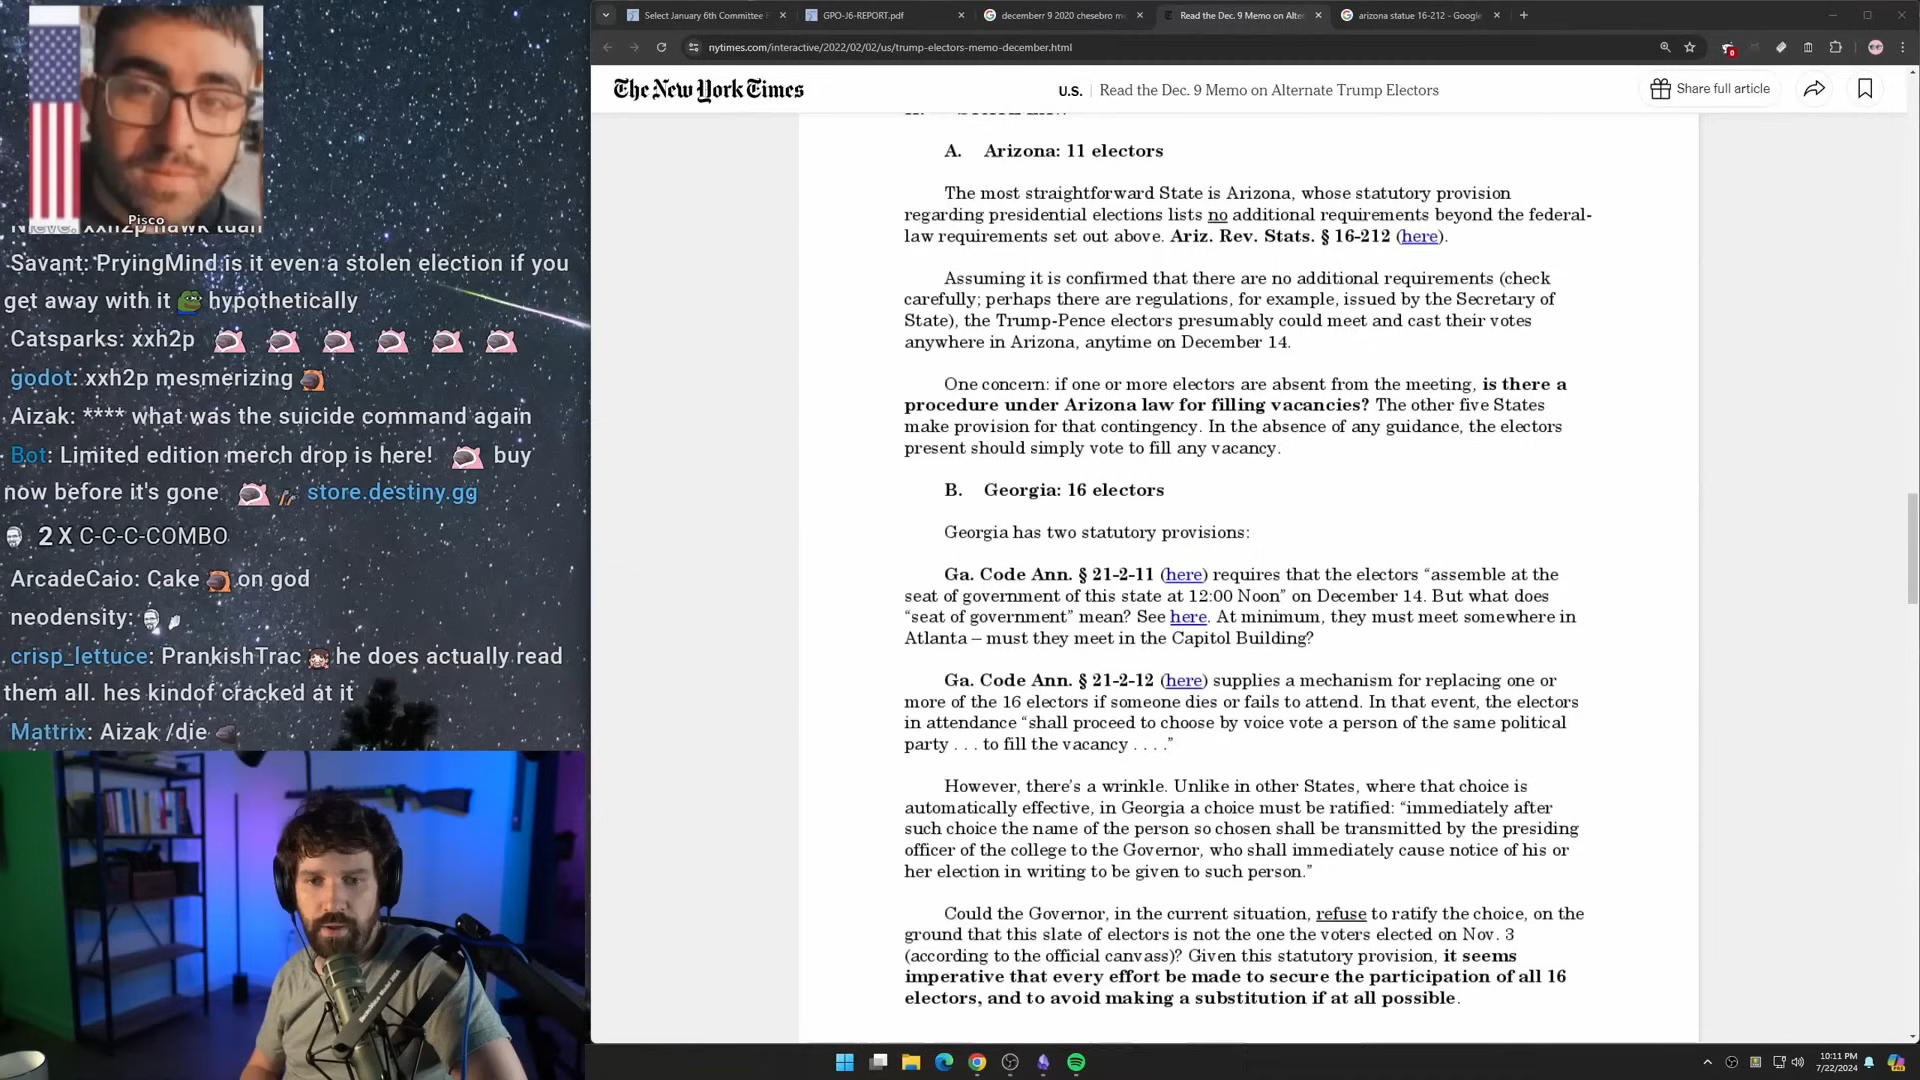 Select January 6th Committee F
GPO-J6-REPORT.pdf
decemberr 9 2020 chesebro m
Read the Dec. 9 Memo on Alter
arizona statue 16-212 - Google
nytimes.com/interactive/2022/02/02/us/trump-electors-memo-december.html
0
The New York Times
U.S.
Read the Dec. 9 Memo on Alternate Trump Electors
Share full article
Pisco
Nieve: xxh2p hawk tuah
Savant: PryingMind is it even a stolen election if you
get away with it hypothetically
Catsparks: xxh2p
godot: xxh2p mesmerizing
Aizak: **** what was the suicide command again
Bot: Limited edition merch drop is here! buy
now before it's gone store.destiny.gg
2 X C-C-C-COMBO
ArcadeCaio: Cake on god
neodensity:
crisp_lettuce: PrankishTrac he does actually read
them all. hes kindof cracked at it
Mattrix: Aizak /die
A. Arizona: 11 electors
The most straightforward State is Arizona, whose statutory provision
regarding presidential elections lists no additional requirements beyond the federal-
law requirements set out above. Ariz. Rev. Stats. § 16-212 (here).
Assuming it is confirmed that there are no additional requirements (check
carefully; perhaps there are regulations, for example, issued by the Secretary of
State), the Trump-Pence electors presumably could meet and cast their votes
anywhere in Arizona, anytime on December 14.
One concern: if one or more electors are absent from the meeting, is there a
procedure under Arizona law for filling vacancies? The other five States
make provision for that contingency. In the absence of any guidance, the electors
present should simply vote to fill any vacancy.
B. Georgia: 16 electors
Georgia has two statutory provisions:
Ga. Code Ann. § 21-2-11 (here) requires that the electors “assemble at the
seat of government of this state at 12:00 Noon” on December 14. But what does
“seat of government” mean? See here. At minimum, they must meet somewhere in
Atlanta – must they meet in the Capitol Building?
Ga. Code Ann. § 21-2-12 (here) supplies a mechanism for replacing one or
more of the 16 electors if someone dies or fails to attend. In that event, the electors
in attendance “shall proceed to choose by voice vote a person of the same political
party . . . to fill the vacancy . . . .”
However, there’s a wrinkle. Unlike in other States, where that choice is
automatically effective, in Georgia a choice must be ratified: “immediately after
such choice the name of the person so chosen shall be transmitted by the presiding
officer of the college to the Governor, who shall immediately cause notice of his or
her election in writing to be given to such person.”
Could the Governor, in the current situation, refuse to ratify the choice, on the
ground that this slate of electors is not the one the voters elected on Nov. 3
(according to the official canvass)? Given this statutory provision, it seems
imperative that every effort be made to secure the participation of all 16
electors, and to avoid making a substitution if at all possible.
10:11 PM
7/22/2024